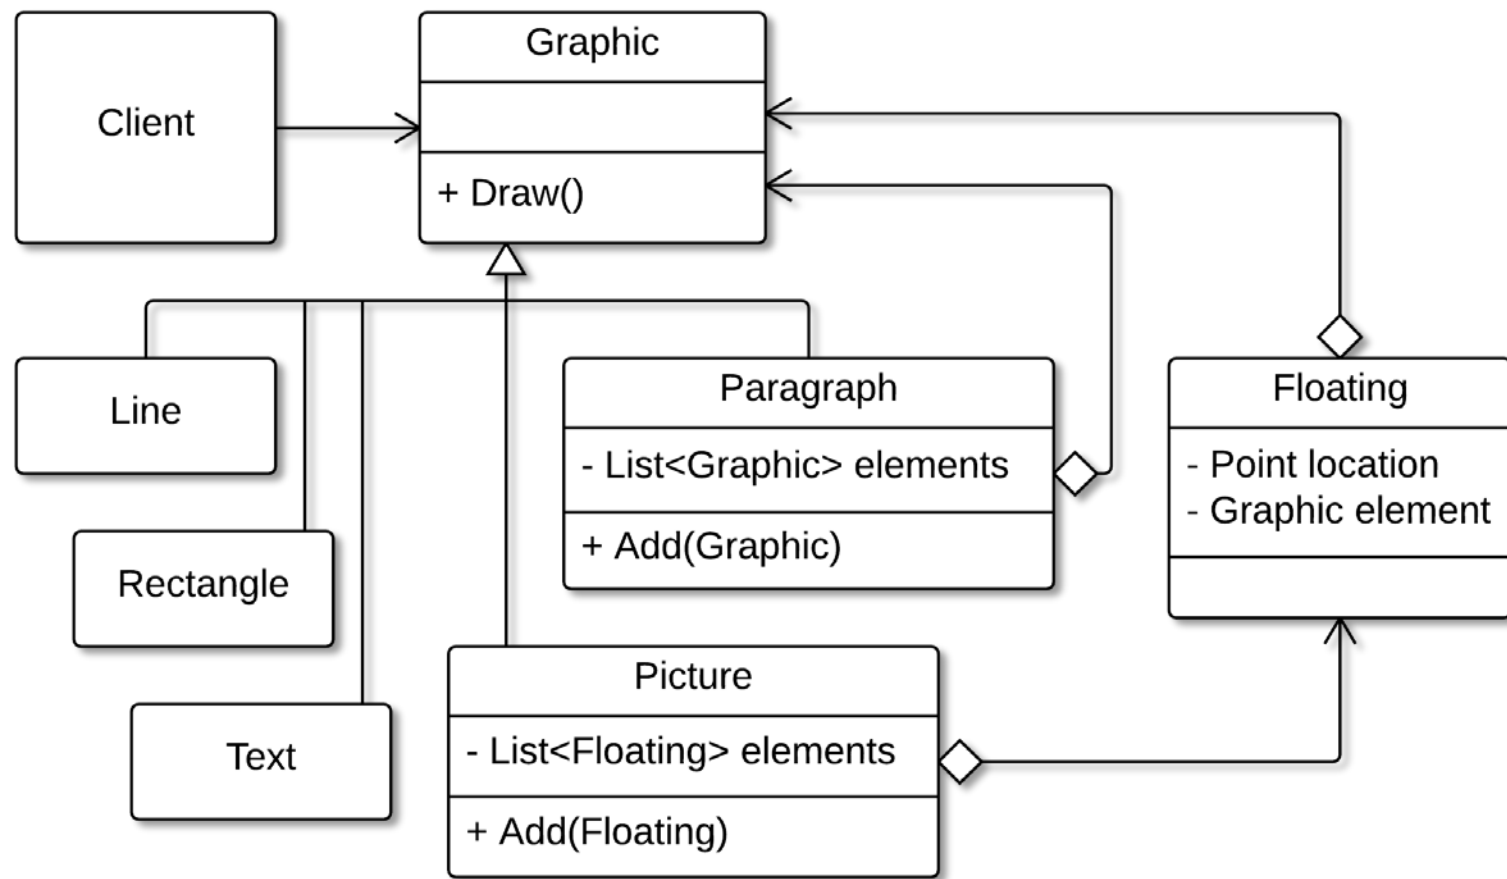 Client
Graphic
+ Draw()
Line
Rectangle
Text
Paragraph
- List<Graphic> elements
+ Add(Graphic)
Picture
- List<Floating> elements
+ Add(Floating)
Floating
- Point location
- Graphic element